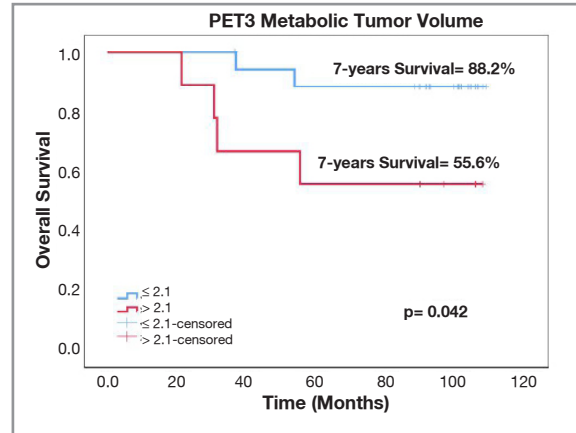 PET3 Metabolic Tumor Volume
1.0
7-years Survival= 88.2%
0.8
7-years Survival= 55.6%
0.6
Overall Survival
0.4
≤ 2.1
0.2
> 2.1
p= 0.042
≤ 2.1-censored
> 2.1-censored
0.0
0.0 20 40 60 80 100 120
Time (Months)